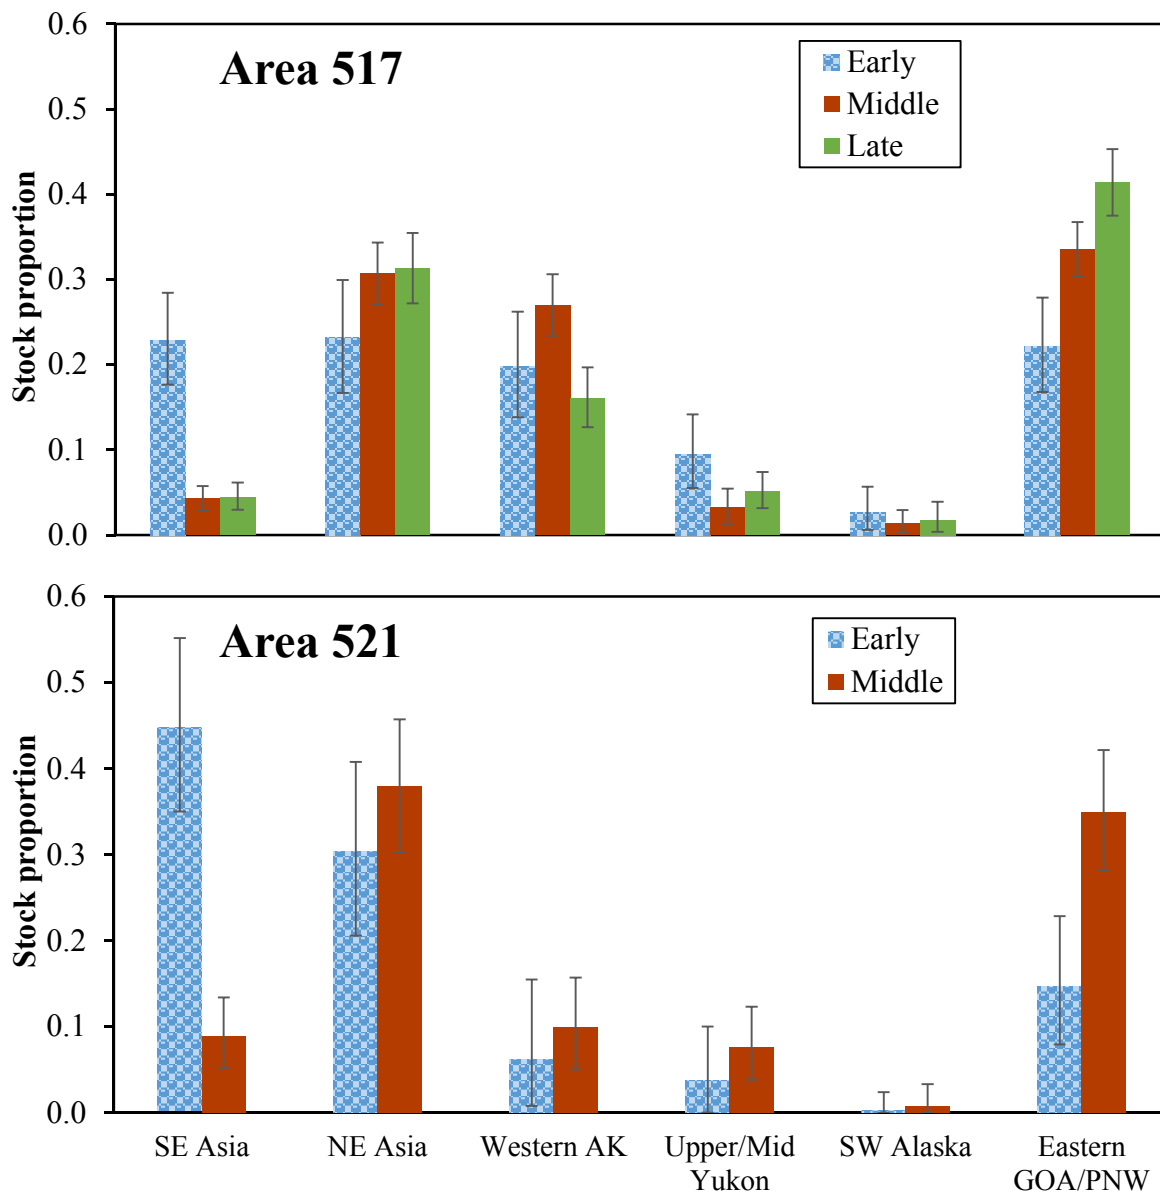 0.6
0.5
0.4
0.3
0.2
0.1
0.0
Stock proportion
Area 517
Early
Middle
Late
0.6
0.5
0.4
0.3
0.2
0.1
0.0
Stock proportion
Area 521
Early
Middle
SE Asia
NE Asia
Western AK
Upper/Mid
Yukon
SW Alaska
Eastern
GOA/PNW